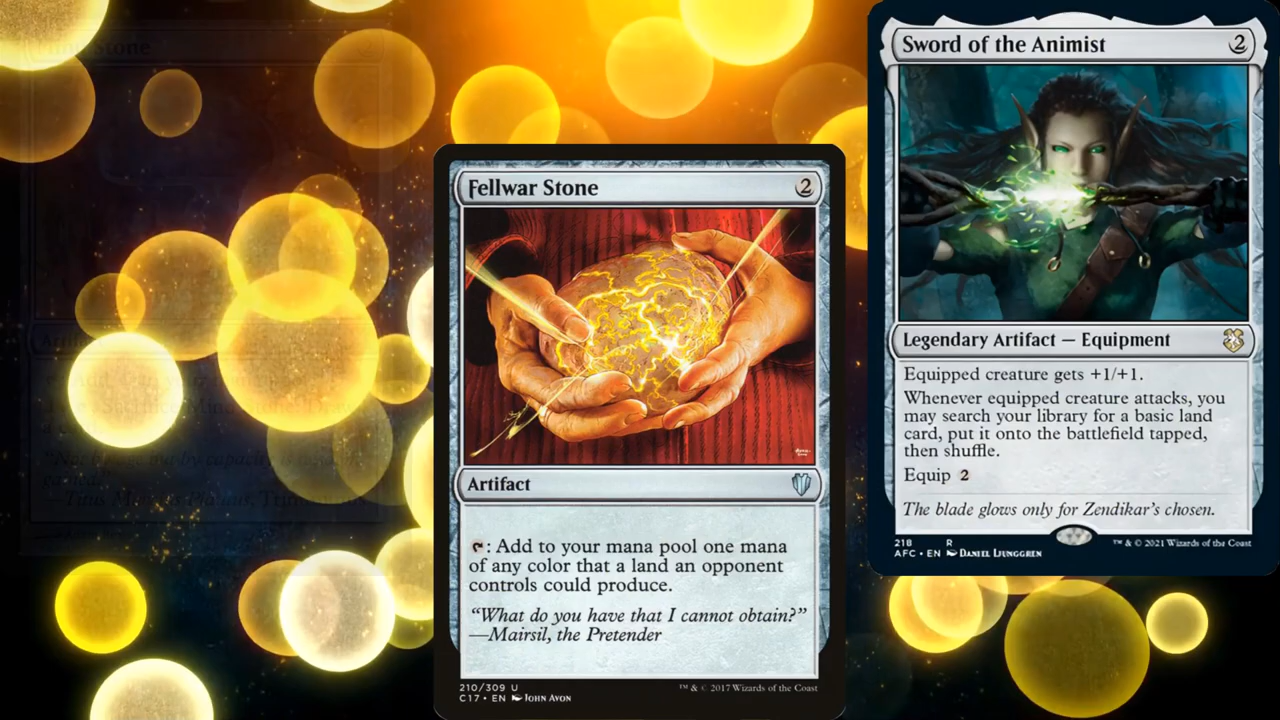 Stone
Fellwar Stone
2
Artifact
: Add to your mana pool one mana
of any color that a land an opponent
controls could produce.
“What do you have that I cannot obtain?”
—Mairsil, the Pretender
210/309 U
C17 • EN John Avon
™ & © 2017 Wizards of the Coast
Sword of the Animist
2
Legendary Artifact — Equipment
Equipped creature gets +1/+1.
Whenever equipped creature attacks, you
may search your library for a basic land
card, put it onto the battlefield tapped,
then shuffle.
Equip 2
The blade glows only for Zendikar’s chosen.
218 R
AFC • EN Daniel Ljunggren
™ & © 2021 Wizards of the Coast